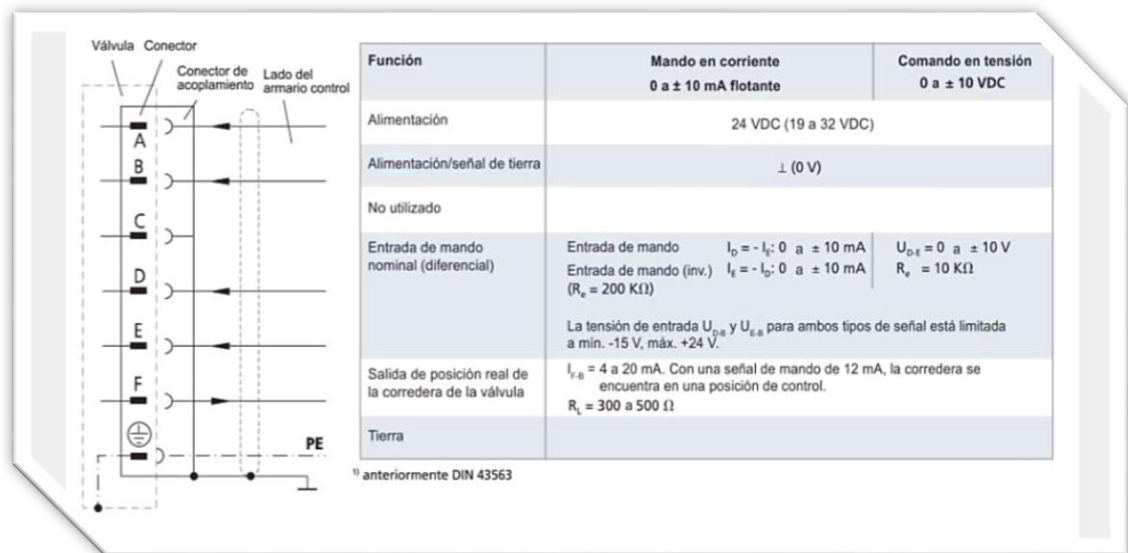 Válvula Conector
Conector de
acoplamiento
Lado del
armario control
A
B
C
D
E
F
PE
Función
Mando en corriente
0 a ± 10 mA flotante
Comando en tensión
0 a ± 10 VDC
Alimentación
24 VDC (19 a 32 VDC)
Alimentación/señal de tierra
⊥ (0 V)
No utilizado
Entrada de mando
nominal (diferencial)
Entrada de mando I_D = - I_E: 0 a ± 10 mA
Entrada de mando (inv.) I_E = - I_D: 0 a ± 10 mA
(R_e = 200 KΩ)
U_D-E = 0 a ± 10 V
R_e = 10 KΩ
La tensión de entrada U_D-B y U_E-B para ambos tipos de señal está limitada
a mín. -15 V, máx. +24 V.
Salida de posición real de
la corredera de la válvula
I_F-B = 4 a 20 mA. Con una señal de mando de 12 mA, la corredera se
encuentra en una posición de control.
R_L = 300 a 500 Ω
Tierra
¹⁾ anteriormente DIN 43563